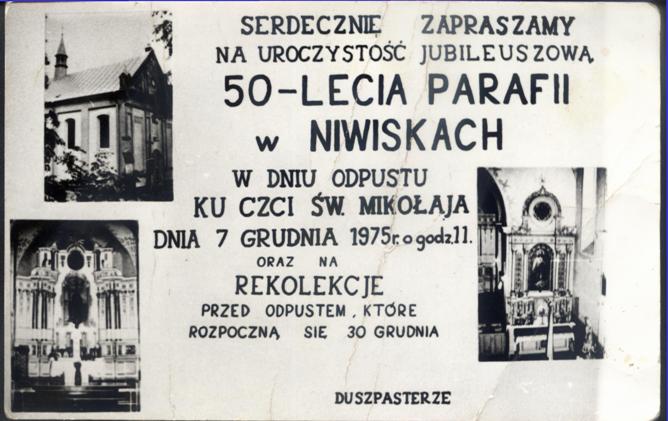 SERDECZNIE ZAPRASZAMY
NA UROCZYSTOŚĆ JUBILEUSZOWĄ
50-LECIA PARAFII
w NIWISKACH
W DNIU ODPUSTU
KU CZCI ŚW. MIKOŁAJA
DNIA 7 GRUDNIA 1975r. o godz. 11.
ORAZ NA
REKOLEKCJE
PRZED ODPUSTEM, KTÓRE
ROZPOCZNĄ SIĘ 30 GRUDNIA
DUSZPASTERZE